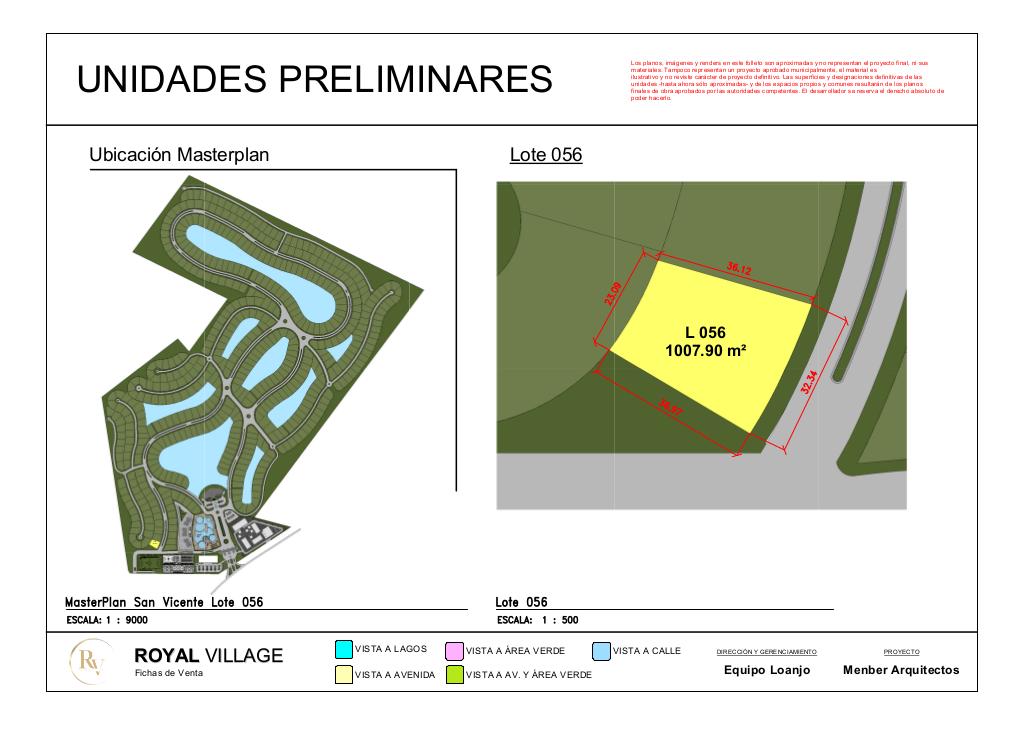 UNIDADES PRELIMINARES
Los planos, imágenes y renders en este folleto son aproximadas y no representan el proyecto final, ni sus
materiales. Tampoco representan un proyecto aprobado municipalmente, el material es
ilustrativo y no reviste carácter de proyecto definitivo. Las superficies y designaciones definitivas de las
unidades -hasta ahora sólo aproximadas- y de los espacios propios y comunes resultarán de los planos
finales de obra aprobados por las autoridades competentes. El desarrollador se reserva el derecho absoluto de
poder hacerlo.
Ubicación Masterplan
Lote 056
36.12
23.09
L 056
1007.90 m²
32.34
MasterPlan San Vicente Lote 056
ESCALA: 1 : 9000
Lote 056
ESCALA: 1 : 500
RV
ROYAL VILLAGE
Fichas de Venta
VISTA A LAGOS
VISTA A ÁREA VERDE
VISTA A CALLE
VISTA A AVENIDA
VISTA A AV. Y ÁREA VERDE
DIRECCIÓN Y GERENCIAMIENTO
Equipo Loanjo
PROYECTO
Menber Arquitectos